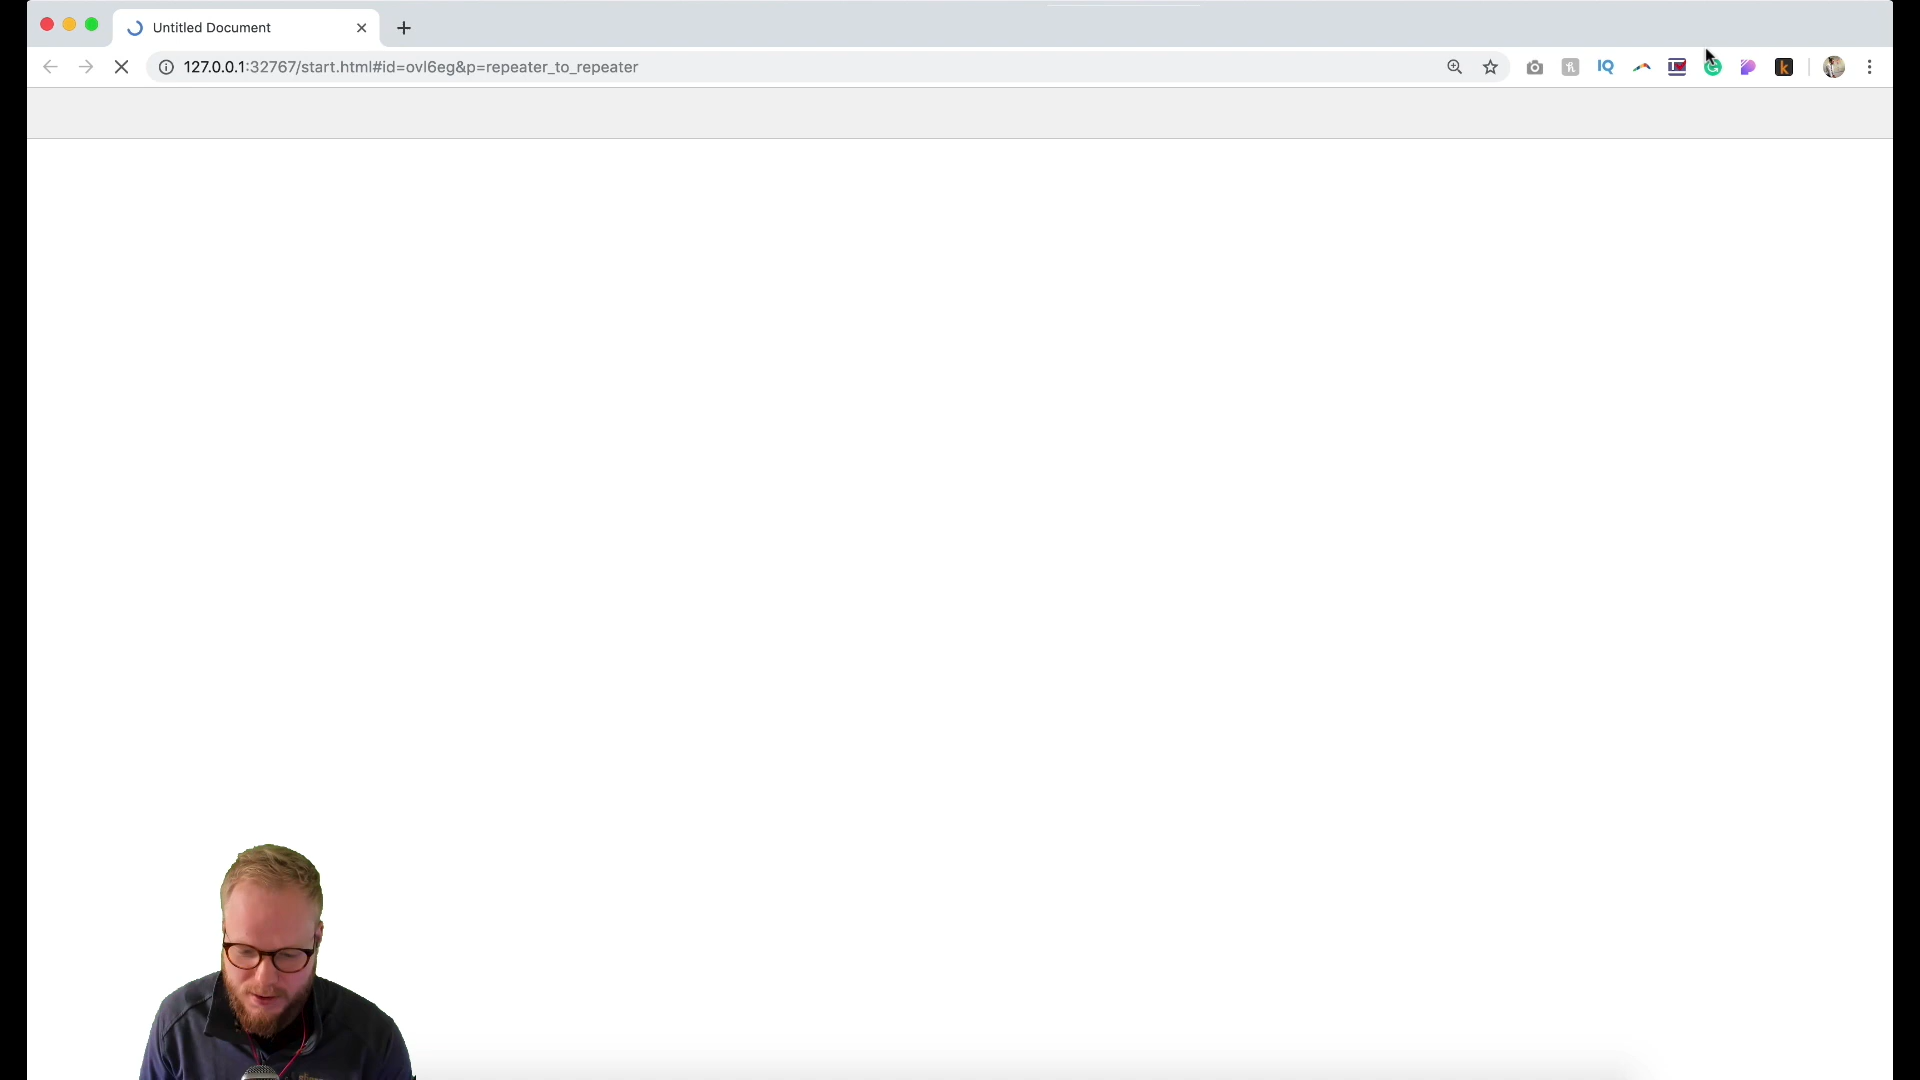 Untitled Document
127.0.0.1:32767/start.html#id=ovl6eg&p=repeater_to_repeater
IQ
k